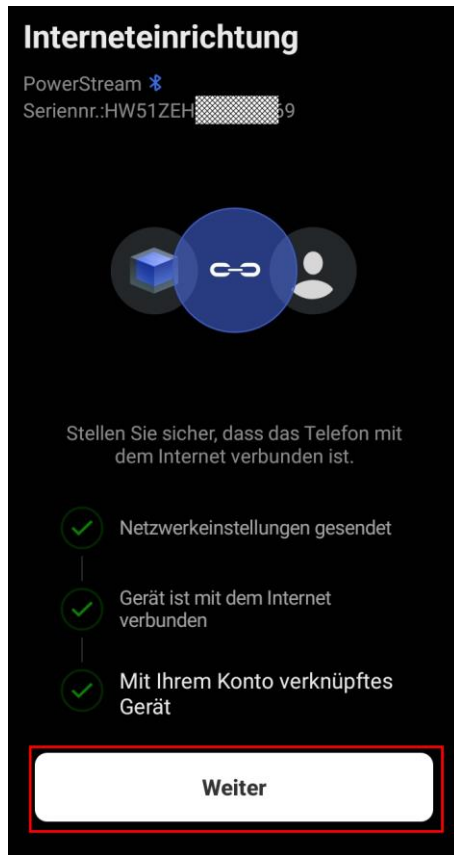 Interneteinrichtung
PowerStream
Seriennr.:HW51ZEH 69
Stellen Sie sicher, dass das Telefon mit
dem Internet verbunden ist.
Netzwerkeinstellungen gesendet
Gerät ist mit dem Internet
verbunden
Mit Ihrem Konto verknüpftes
Gerät
Weiter